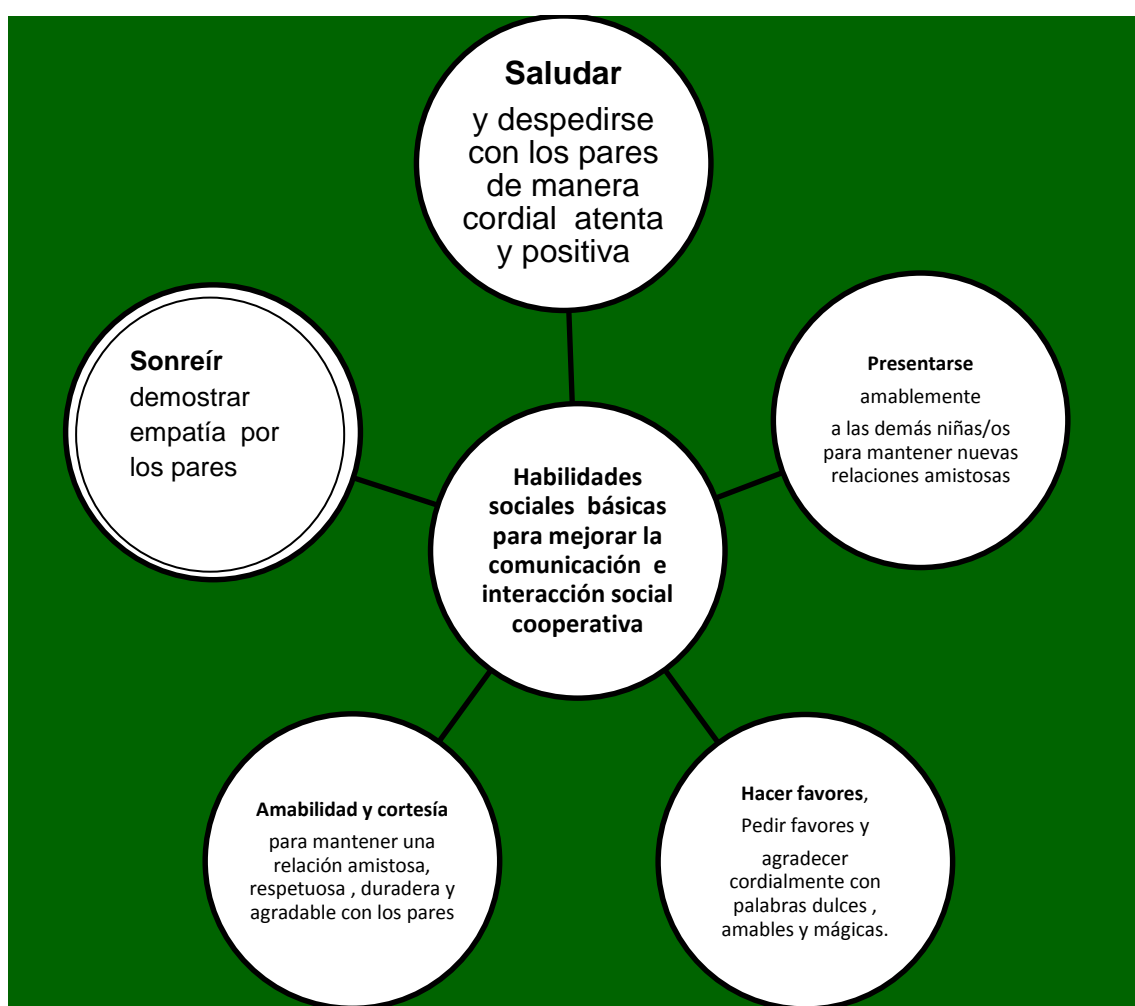 Saludar
y despedirse
con los pares
de manera
cordial atenta
y positiva
Sonreír
demostrar
empatía por
los pares
Presentarse
amablemente
a las demás niñas/os
para mantener nuevas
relaciones amistosas
Habilidades
sociales básicas
para mejorar la
comunicación e
interacción social
cooperativa
Amabilidad y cortesía
para mantener una
relación amistosa,
respetuosa , duradera y
agradable con los pares
Hacer favores,
Pedir favores y
agradecer
cordialmente con
palabras dulces ,
amables y mágicas.